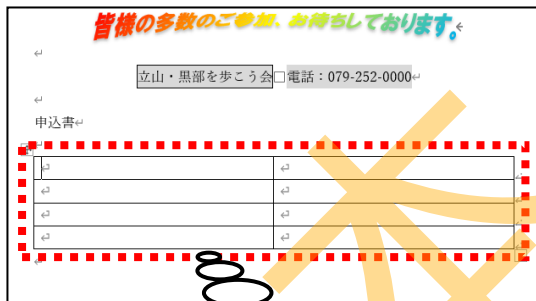 皆様の多数のご参加、お待ちしております。
立山・黒部を歩こう会□電話：079-252-0000
申込書